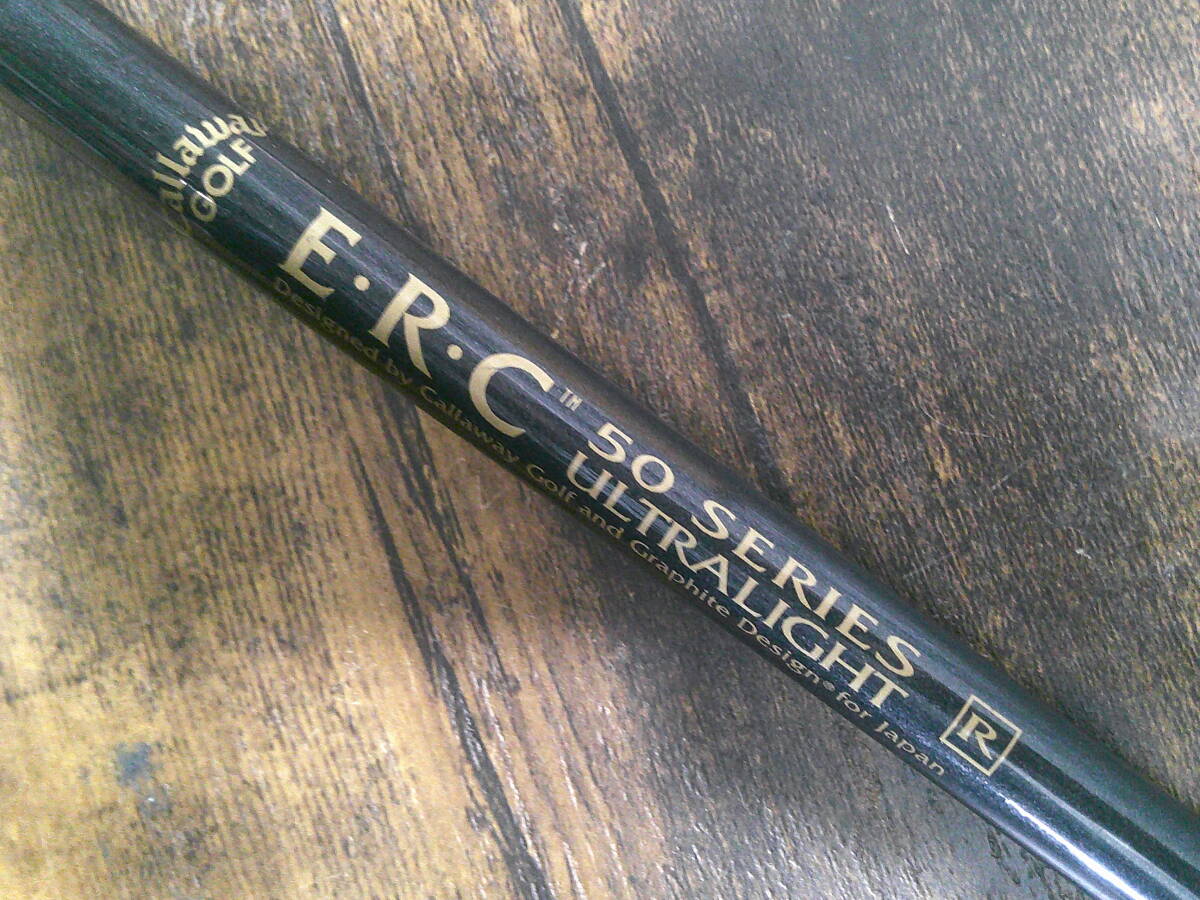 Callaway
GOLF
E·R·C™
50 SERIES
ULTRALIGHT
R
Designed by Callaway Golf and Graphite Design® for Japan